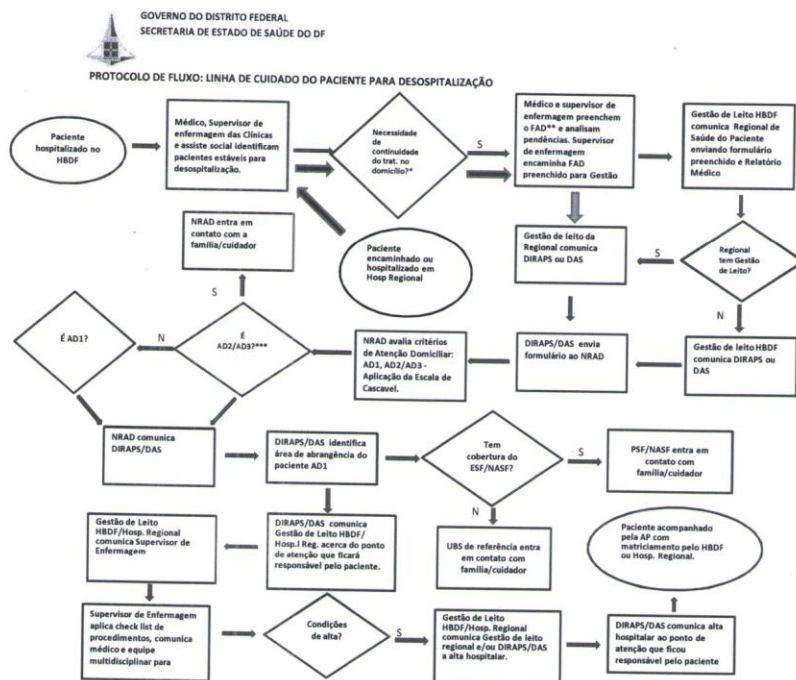 GOVERNO DO DISTRITO FEDERAL
SECRETARIA DE ESTADO DE SAÚDE DO DF
PROTOCOLO DE FLUXO: LINHA DE CUIDADO DO PACIENTE PARA DESOSPITALIZAÇÃO
Paciente
hospitalizado no
HBDF
Médico, Supervisor de
enfermagem das Clínicas
e assiste social identificam
pacientes estáveis para
desospitalização.
Necessidade
de
continuidade
do trat. no
domicílio?*
S
Médico e supervisor de
enfermagem preenchem
o FAD** e analisam
pendências. Supervisor
de enfermagem
encaminha FAD
preenchido para Gestão
Gestão de Leito HBDF
comunica Regional de
Saúde do Paciente
enviando formulário
preenchido e Relatório
Médico
NRAD entra em
contato com a
família/cuidador
Paciente
encaminhado ou
hospitalizado em
Hosp Regional
Gestão de leito da
Regional comunica
DIRAPS ou DAS
S
Regional
tem Gestão
de Leito?
S
N
É AD1?
N
É
AD2/AD3?***
NRAD avalia critérios
de Atenção Domiciliar:
AD1, AD2/AD3 -
Aplicação da Escala de
Cascavel.
DIRAPS/DAS envia
formulário ao NRAD
Gestão de leito HBDF
comunica DIRAPS ou
DAS
NRAD comunica
DIRAPS/DAS
DIRAPS/DAS identifica
área de abrangência do
paciente AD1
Tem
cobertura do
ESF/NASF?
S
PSF/NASF entra em
contato com
família/cuidador
N
Gestão de Leito
HBDF/Hosp. Regional
comunica Supervisor de
Enfermagem
DIRAPS/DAS comunica
Gestão de Leito HBDF/
Hosp.l Reg. acerca do ponto
de atenção que ficará
responsável pelo paciente.
UBS de referência entra
em contato com
família/cuidador
Paciente acompanhado
pela AP com
matriciamento pelo HBDF
ou Hosp. Regional.
Supervisor de Enfermagem
aplica check list de
procedimentos, comunica
médico e equipe
multidisciplinar para
Condições
de alta?
S
Gestão de Leito
HBDF/Hosp. Regional
comunica Gestão de leito
regional e/ou DIRAPS/DAS
a alta hospitalar.
DIRAPS/DAS comunica alta
hospitalar ao ponto de
atenção que ficou
responsável pelo paciente